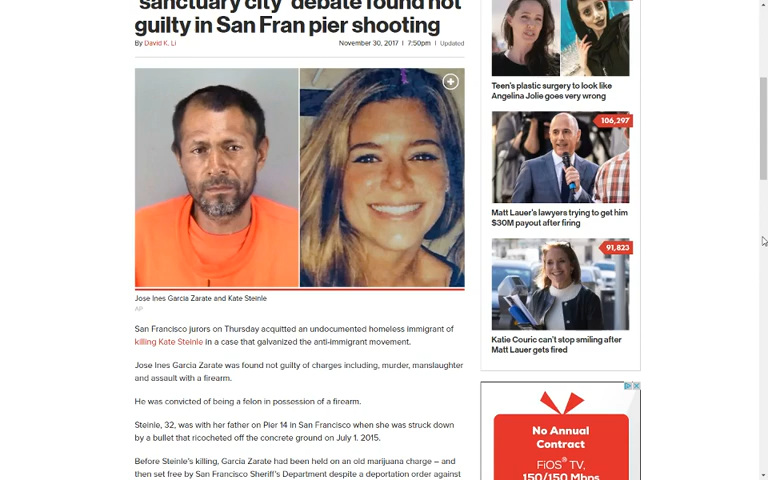 'sanctuary city' debate found not
guilty in San Fran pier shooting
By David K. Li
November 30, 2017 | 7:50pm | Updated
Jose Ines Garcia Zarate and Kate Steinle
AP
San Francisco jurors on Thursday acquitted an undocumented homeless immigrant of
killing Kate Steinle in a case that galvanized the anti-immigrant movement.
Jose Ines Garcia Zarate was found not guilty of charges including, murder, manslaughter
and assault with a firearm.
He was convicted of being a felon in possession of a firearm.
Steinle, 32, was with her father on Pier 14 in San Francisco when she was struck down
by a bullet that ricocheted off the concrete ground on July 1. 2015.
Before Steinle's killing, Garcia Zarate had been held on an old marijuana charge – and
then set free by San Francisco Sheriff's Department despite a deportation order against
Teen's plastic surgery to look like
Angelina Jolie goes very wrong
106,297
Matt Lauer's lawyers trying to get him
$30M payout after firing
91,823
Katie Couric can't stop smiling after
Matt Lauer gets fired
No Annual
Contract
FiOS® TV,
150/150 Mbps